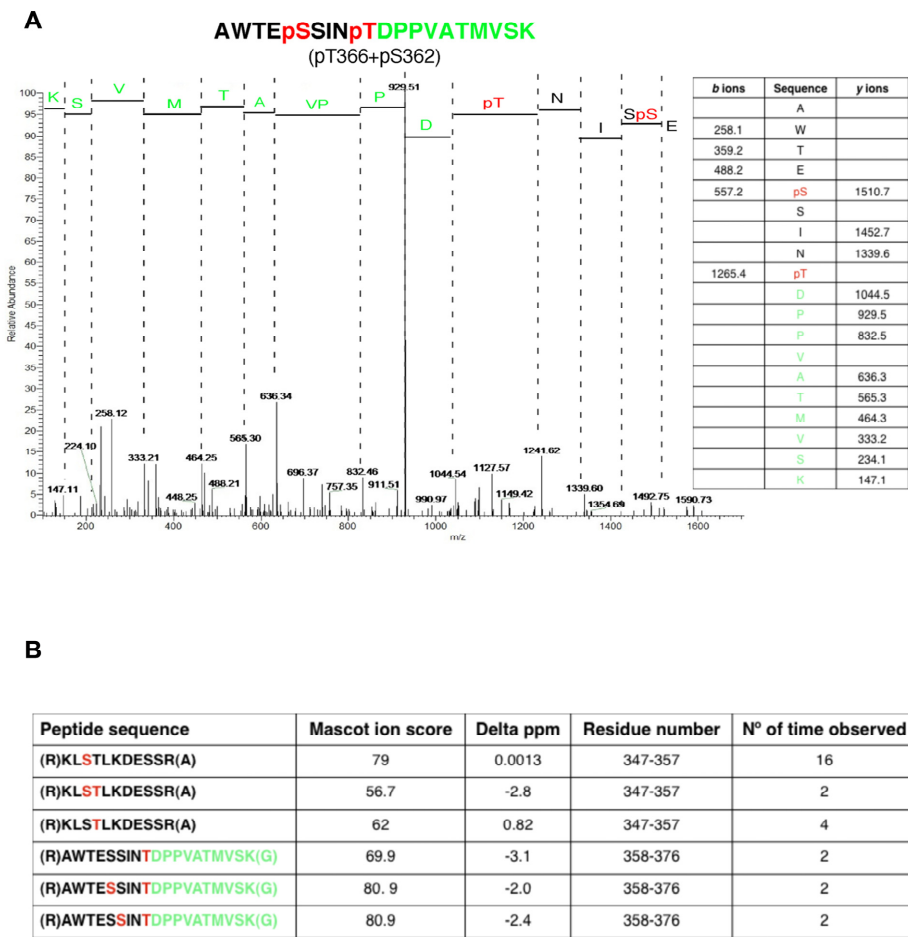 A
AWTEpSSINpTDPPVATMVSK
(pT366+pS362)
K S V M T A VP P D pT N I SpS E
929.51
100
95
90
85
80
75
70
65
60
55
50
45
40
35
30
25
20
15
10
5
0
Relative Abundance
636.34
258.12
224.10
565.30
1241.62
333.21
464.25
696.37
832.46
1044.54
1127.57
147.11
448.25
488.21
757.35
911.51
990.97
1149.42
1339.60
1354.69
1492.75
1590.73
200 400 600 800 1000 1200 1400 1600
m/z
b ions Sequence y ions
A
258.1 W
359.2 T
488.2 E
557.2 pS 1510.7
S
I 1452.7
N 1339.6
1265.4 pT
D 1044.5
P 929.5
P 832.5
V
A 636.3
T 565.3
M 464.3
V 333.2
S 234.1
K 147.1
B
Peptide sequence Mascot ion score Delta ppm Residue number Nº of time observed
(R)KLSTLKDESSR(A) 79 0.0013 347-357 16
(R)KLSTLKDESSR(A) 56.7 -2.8 347-357 2
(R)KLSTLKDESSR(A) 62 0.82 347-357 4
(R)AWTESSINTDPPVATMVSK(G) 69.9 -3.1 358-376 2
(R)AWTESSINTDPPVATMVSK(G) 80. 9 -2.0 358-376 2
(R)AWTESSINTDPPVATMVSK(G) 80.9 -2.4 358-376 2